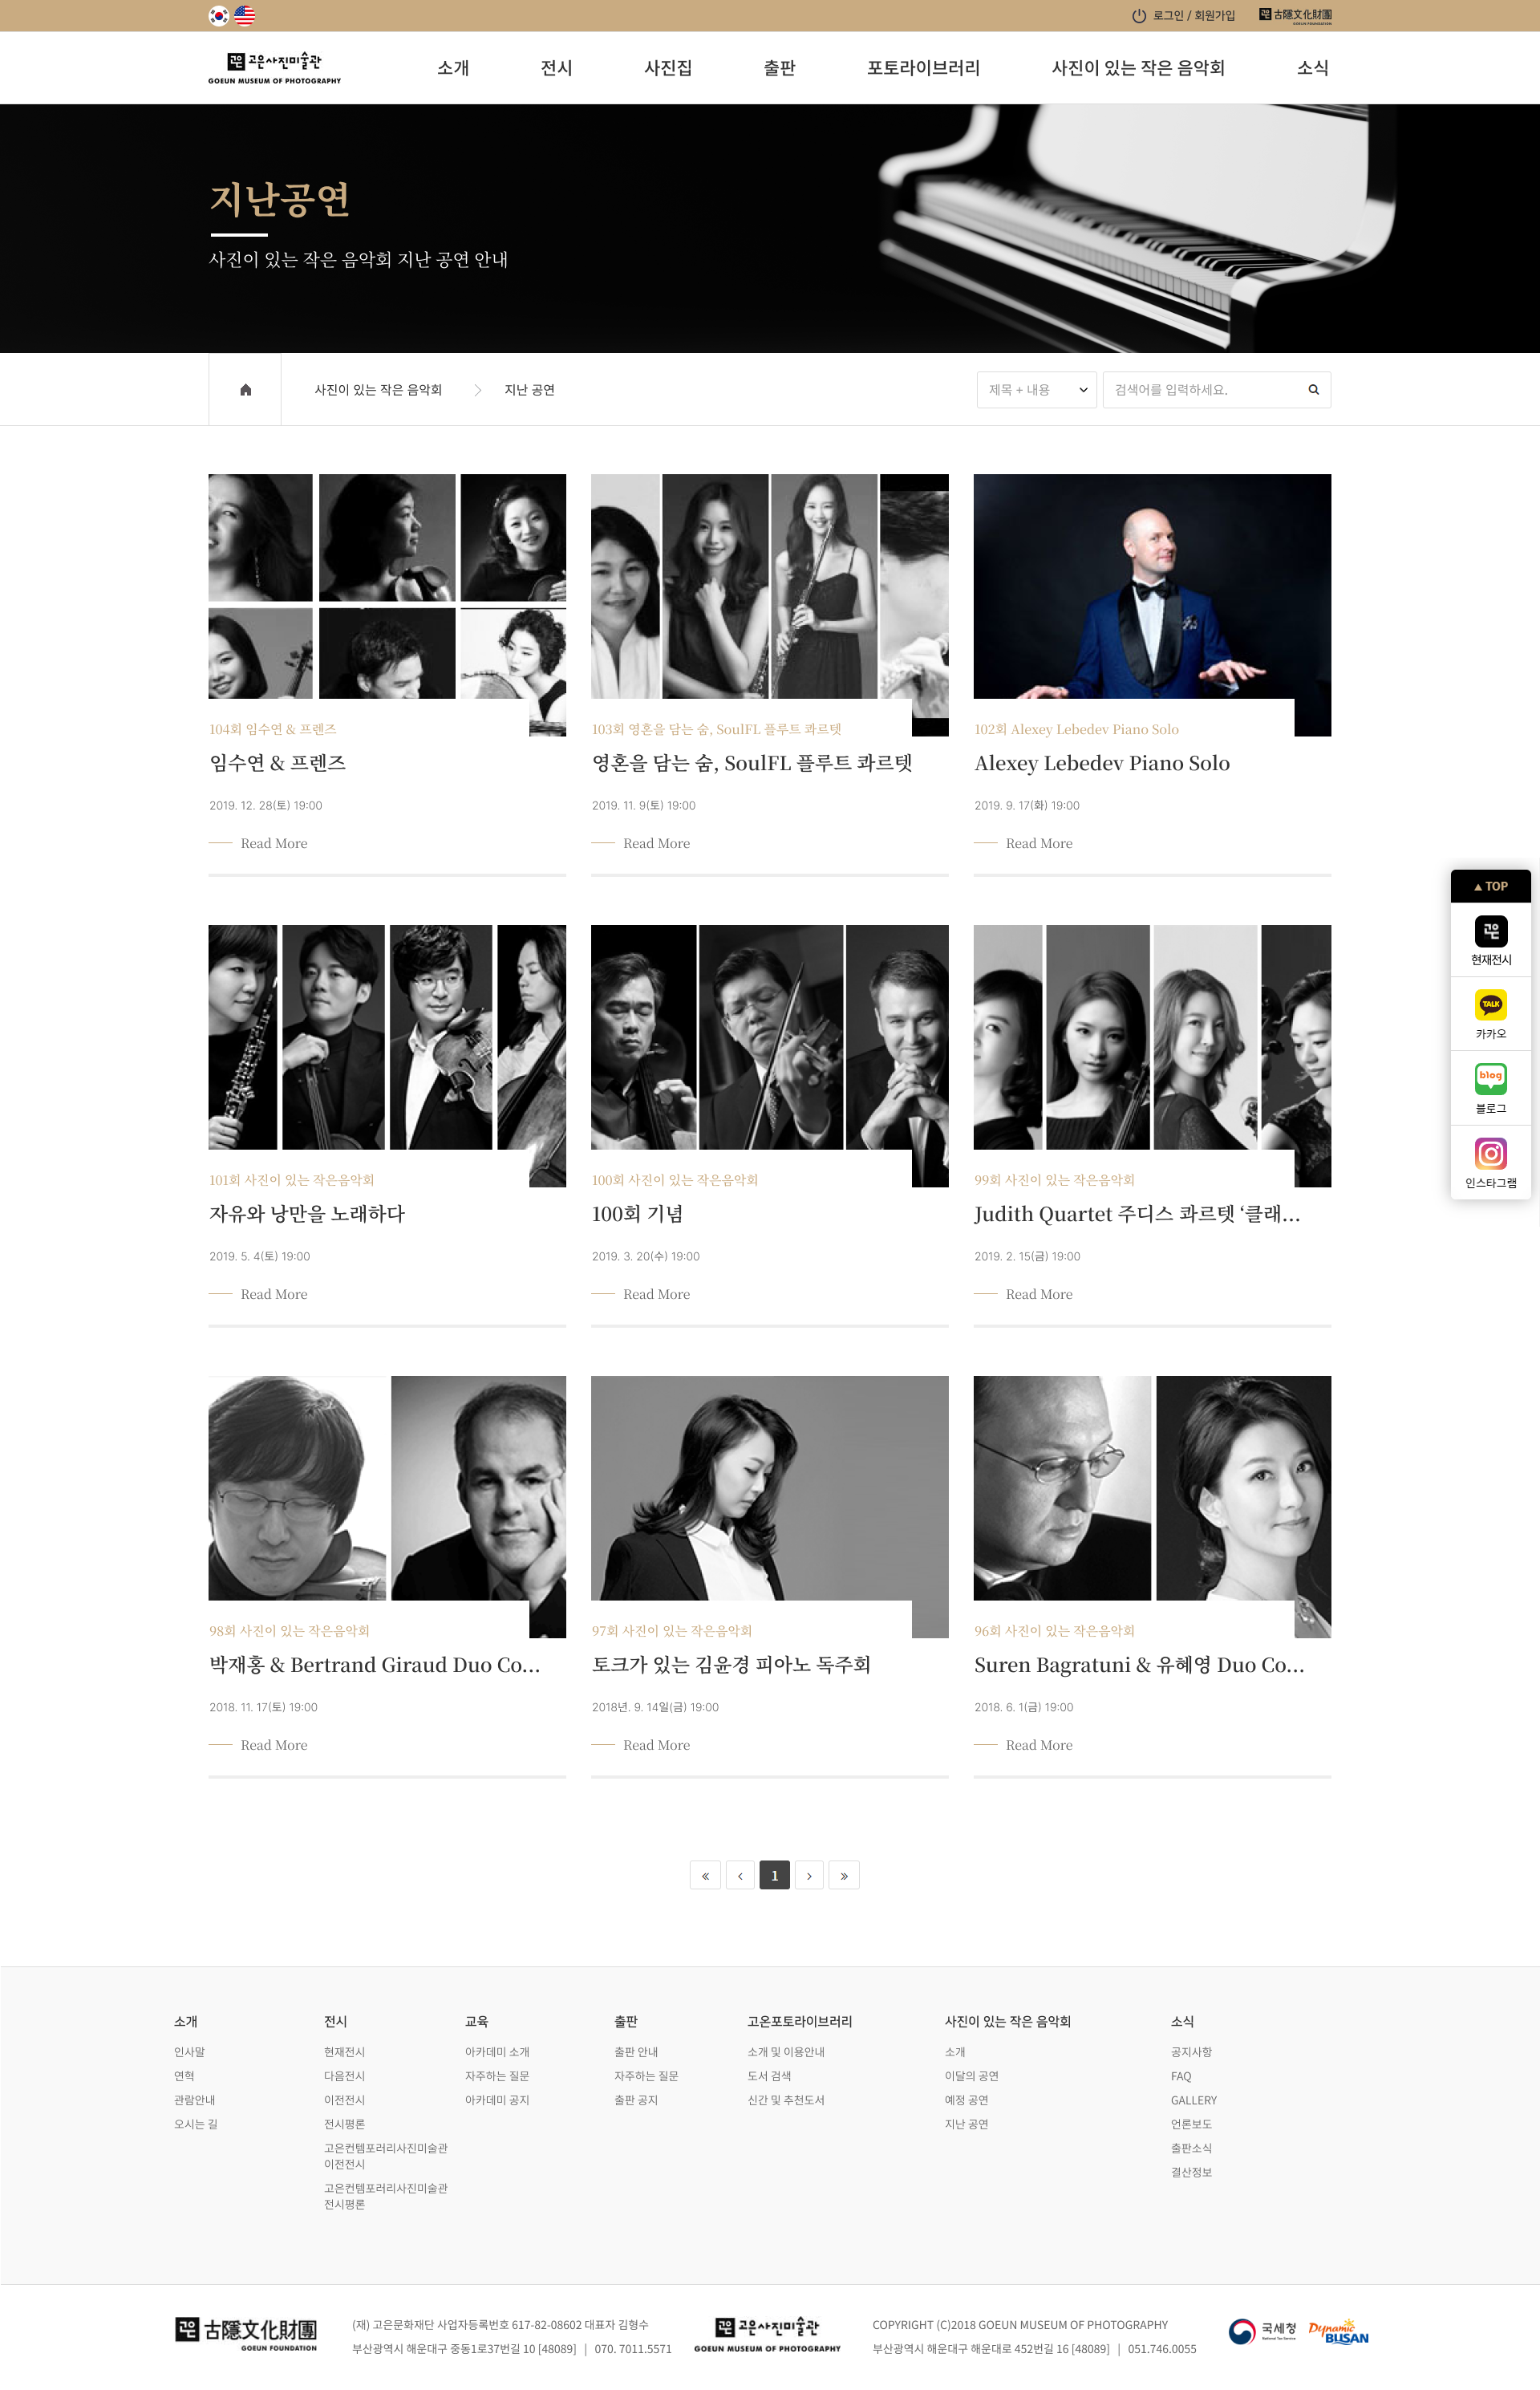 로그인 / 회원가입
古隱文化財團
GOEUN FOUNDATION
고은사진미술관
GOEUN MUSEUM OF PHOTOGRAPHY
소개
전시
사진집
출판
포토라이브러리
사진이 있는 작은 음악회
소식
지난공연
사진이 있는 작은 음악회 지난 공연 안내
사진이 있는 작은 음악회
지난 공연
제목 + 내용
검색어를 입력하세요.
104회 임수연 & 프렌즈
임수연 & 프렌즈
2019. 12. 28(토) 19:00
Read More
103회 영혼을 담는 숨, SoulFL 플루트 콰르텟
영혼을 담는 숨, SoulFL 플루트 콰르텟
2019. 11. 9(토) 19:00
Read More
102회 Alexey Lebedev Piano Solo
Alexey Lebedev Piano Solo
2019. 9. 17(화) 19:00
Read More
TOP
고은
현재전시
TALK
카카오
blog
블로그
인스타그램
101회 사진이 있는 작은음악회
자유와 낭만을 노래하다
2019. 5. 4(토) 19:00
Read More
100회 사진이 있는 작은음악회
100회 기념
2019. 3. 20(수) 19:00
Read More
99회 사진이 있는 작은음악회
Judith Quartet 주디스 콰르텟 ‘클래...
2019. 2. 15(금) 19:00
Read More
98회 사진이 있는 작은음악회
박재홍 & Bertrand Giraud Duo Co...
2018. 11. 17(토) 19:00
Read More
97회 사진이 있는 작은음악회
토크가 있는 김윤경 피아노 독주회
2018년. 9. 14일(금) 19:00
Read More
96회 사진이 있는 작은음악회
Suren Bagratuni & 유혜영 Duo Co...
2018. 6. 1(금) 19:00
Read More
« ‹ 1 › »
소개
인사말
연혁
관람안내
오시는 길
전시
현재전시
다음전시
이전전시
전시평론
고은컨템포러리사진미술관
이전전시
고은컨템포러리사진미술관
전시평론
교육
아카데미 소개
자주하는 질문
아카데미 공지
출판
출판 안내
자주하는 질문
출판 공지
고은포토라이브러리
소개 및 이용안내
도서 검색
신간 및 추천도서
사진이 있는 작은 음악회
소개
이달의 공연
예정 공연
지난 공연
소식
공지사항
FAQ
GALLERY
언론보도
출판소식
결산정보
古隱文化財團
GOEUN FOUNDATION
(재) 고은문화재단 사업자등록번호 617-82-08602 대표자 김형수
부산광역시 해운대구 중동1로37번길 10 [48089] | 070. 7011.5571
고은사진미술관
GOEUN MUSEUM OF PHOTOGRAPHY
COPYRIGHT (C)2018 GOEUN MUSEUM OF PHOTOGRAPHY
부산광역시 해운대구 해운대로 452번길 16 [48089] | 051.746.0055
국세청
National Tax Service
Dynamic
BUSAN